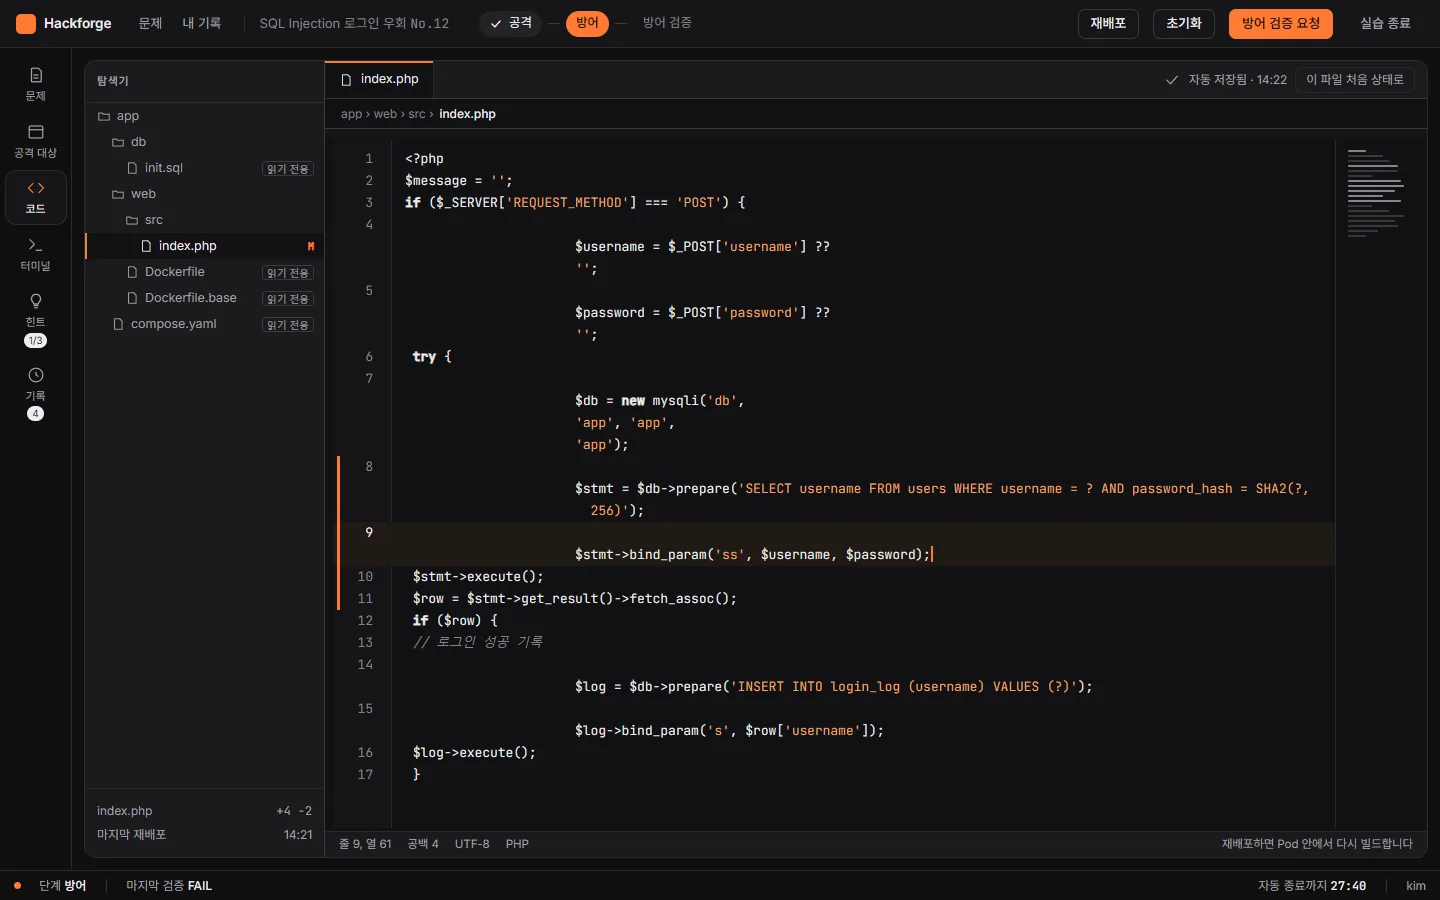 Hackforge 문제 내 기록 SQL Injection 로그인 우회 No.12 공격 방어 방어 검증 재배포 초기화 방어 검증 요청 실습 종료
문제
공격 대상
코드
터미널
힌트
1/3
기록
4
탐색기
app
db
init.sql 읽기 전용
web
src
index.php M
Dockerfile 읽기 전용
Dockerfile.base 읽기 전용
compose.yaml 읽기 전용
index.php +4 -2
마지막 재배포 14:21
index.php 자동 저장됨 · 14:22 이 파일 처음 상태로
app › web › src › index.php
1 <?php
2 $message = '';
3 if ($_SERVER['REQUEST_METHOD'] === 'POST') {
4
$username = $_POST['username'] ??
'';
5
$password = $_POST['password'] ??
'';
6 try {
7
$db = new mysqli('db',
'app', 'app',
'app');
8
$stmt = $db->prepare('SELECT username FROM users WHERE username = ? AND password_hash = SHA2(?,
256)');
9
$stmt->bind_param('ss', $username, $password);
10 $stmt->execute();
11 $row = $stmt->get_result()->fetch_assoc();
12 if ($row) {
13 // 로그인 성공 기록
14
$log = $db->prepare('INSERT INTO login_log (username) VALUES (?)');
15
$log->bind_param('s', $row['username']);
16 $log->execute();
17 }
줄 9, 열 61 공백 4 UTF-8 PHP 재배포하면 Pod 안에서 다시 빌드합니다
단계 방어 마지막 검증 FAIL 자동 종료까지 27:40 kim